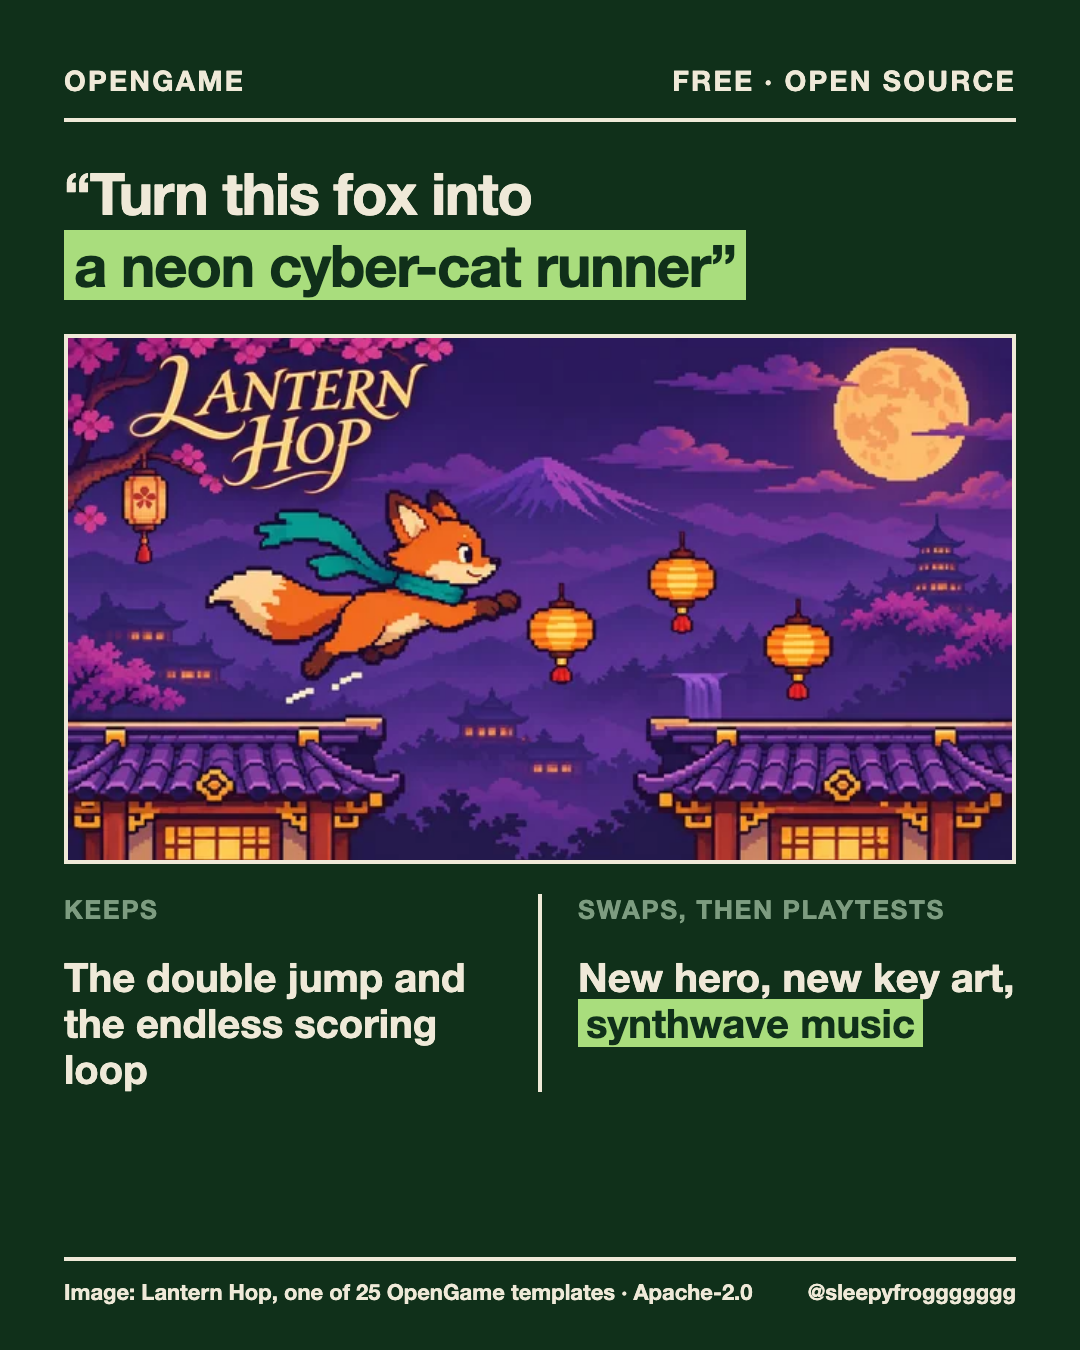 OPENGAME
FREE · OPEN SOURCE
“Turn this fox into
a neon cyber-cat runner”
LANTERN
HOP
KEEPS
The double jump and
the endless scoring
loop
SWAPS, THEN PLAYTESTS
New hero, new key art,
synthwave music
Image: Lantern Hop, one of 25 OpenGame templates · Apache-2.0
@sleepyfrogggggggg